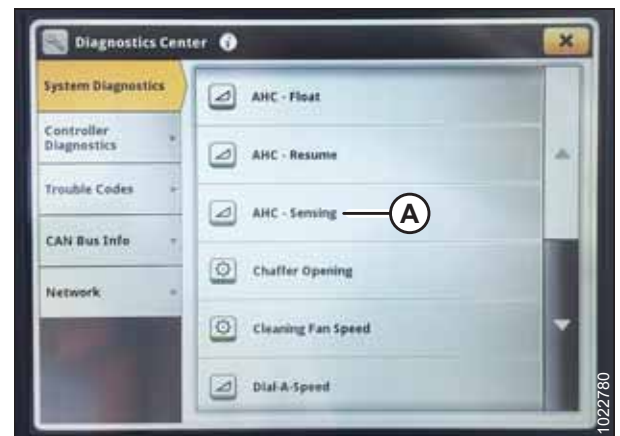 Diagnostics Center
System Diagnostics
Controller
Diagnostics
Trouble Codes
CAN Bus Info
Network
AHC - Float
AHC - Resume
AHC - Sensing
A
Chaffer Opening
Cleaning Fan Speed
Dial-A-Speed
1022780